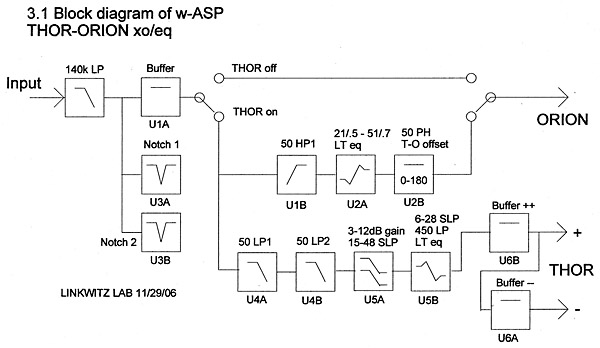 3.1 Block diagram of w-ASP
THOR-ORION xo/eq
140k LP
Buffer
THOR off
Input
U1A
THOR on
ORION
Notch 1
50 HP1
21/.5 - 51/.7
LT eq
50 PH
T-O offset
0-180
U3A
U1B
U2A
U2B
Notch 2
U3B
50 LP1
50 LP2
3-12dB gain
15-48 SLP
6-28 SLP
450 LP
LT eq
Buffer ++
+
U6B
THOR
LINKWITZ LAB 11/29/06
U4A
U4B
U5A
U5B
Buffer –
-
U6A